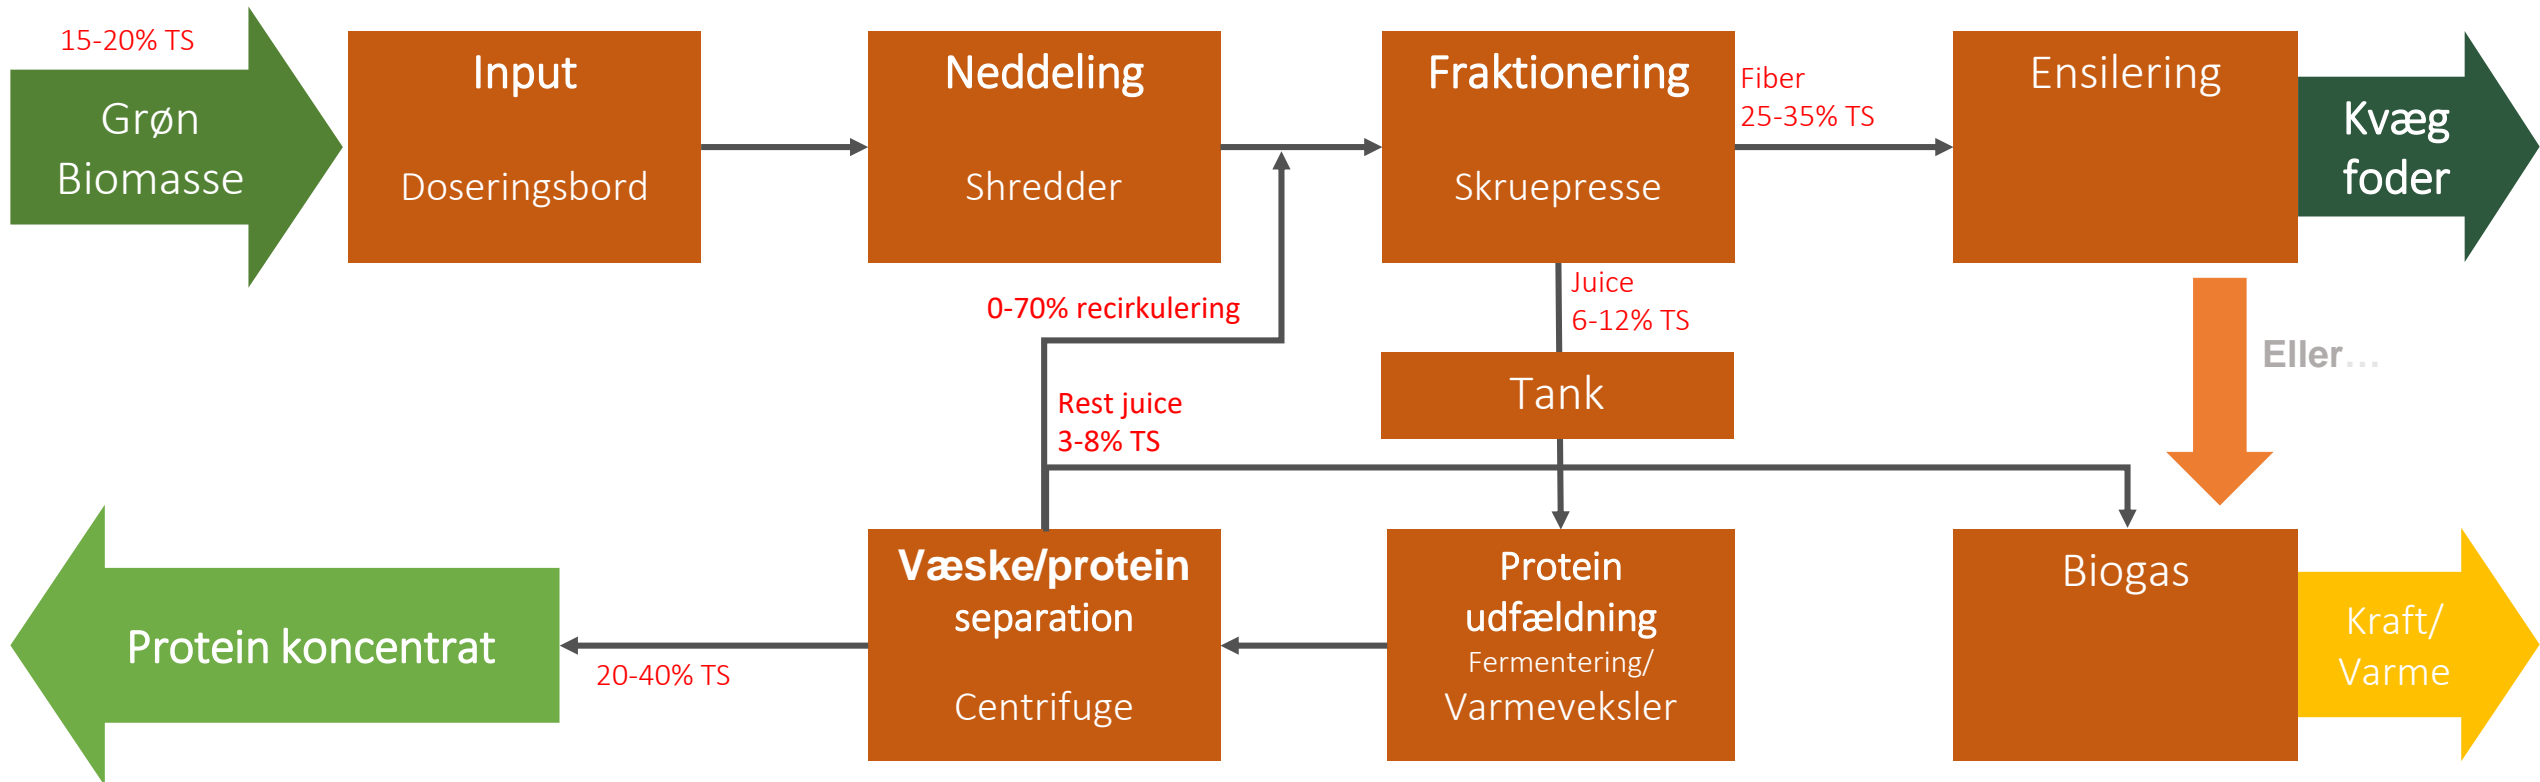 15-20% TS
Grøn
Biomasse
Input
Doseringsbord
Neddeling
Shredder
Fraktionering
Skruepresse
Fiber
25-35% TS
Ensilering
Kvæg
foder
0-70% recirkulering
Juice
6-12% TS
Eller...
Tank
Rest juice
3-8% TS
Protein koncentrat
20-40% TS
Væske/protein
separation
Centrifuge
Protein
udfældning
Fermentering/
Varmeveksler
Biogas
Kraft/
Varme